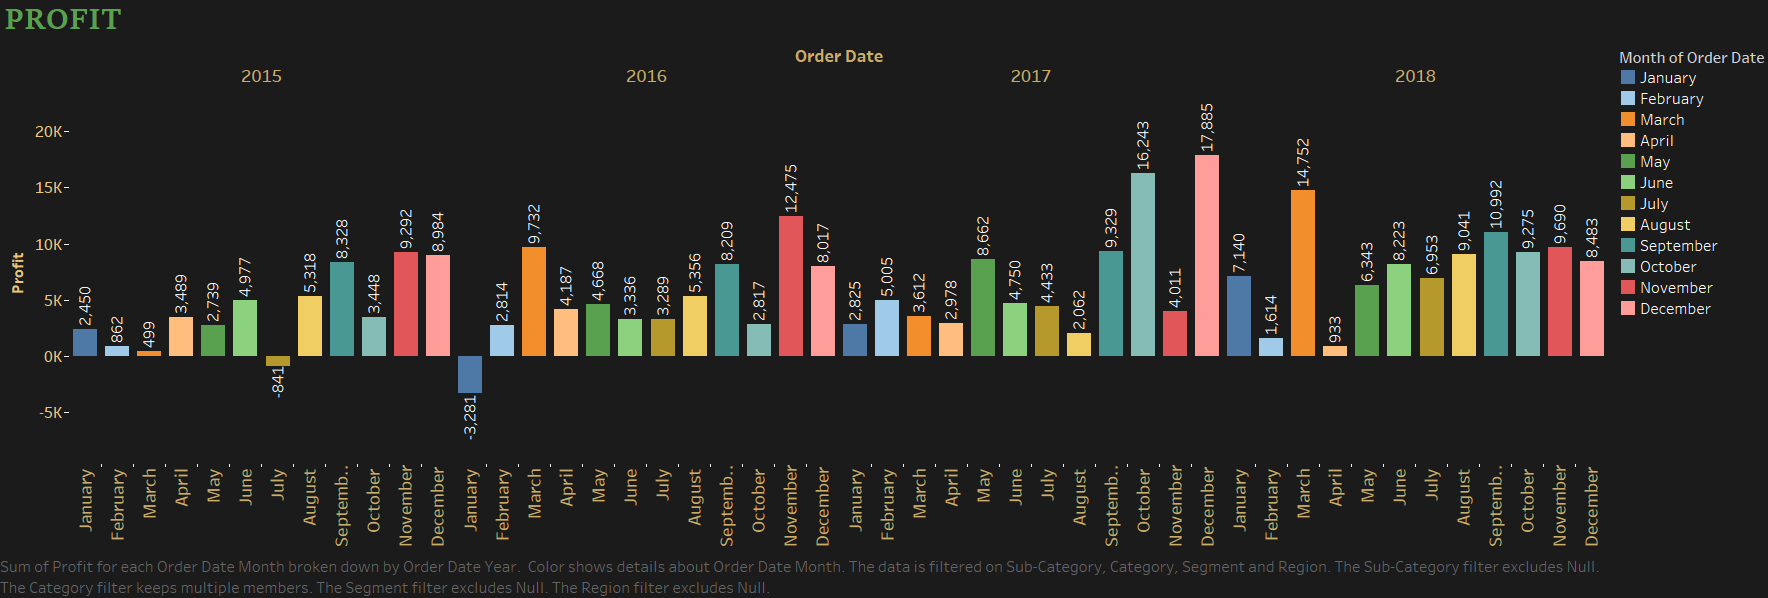 PROFIT
Order Date
2015 2016 2017 2018
Profit
20K
15K
10K
5K
0K
-5K
2,450 862 499 3,489 2,739 4,977 -841 5,318 8,328 3,448 9,292 8,984
-3,281 2,814 9,732 4,187 4,668 3,336 3,289 5,356 8,209 2,817 12,475 8,017
2,825 5,005 3,612 2,978 8,662 4,750 4,433 2,062 9,329 16,243 4,011 17,885
7,140 1,614 14,752 933 6,343 8,223 6,953 9,041 10,992 9,275 9,690 8,483
January February March April May June July August Septemb.. October November December
January February March April May June July August Septemb.. October November December
January February March April May June July August Septemb.. October November December
January February March April May June July August Septemb.. October November December
Month of Order Date
January
February
March
April
May
June
July
August
September
October
November
December
Sum of Profit for each Order Date Month broken down by Order Date Year. Color shows details about Order Date Month. The data is filtered on Sub-Category, Category, Segment and Region. The Sub-Category filter excludes Null.
The Category filter keeps multiple members. The Segment filter excludes Null. The Region filter excludes Null.